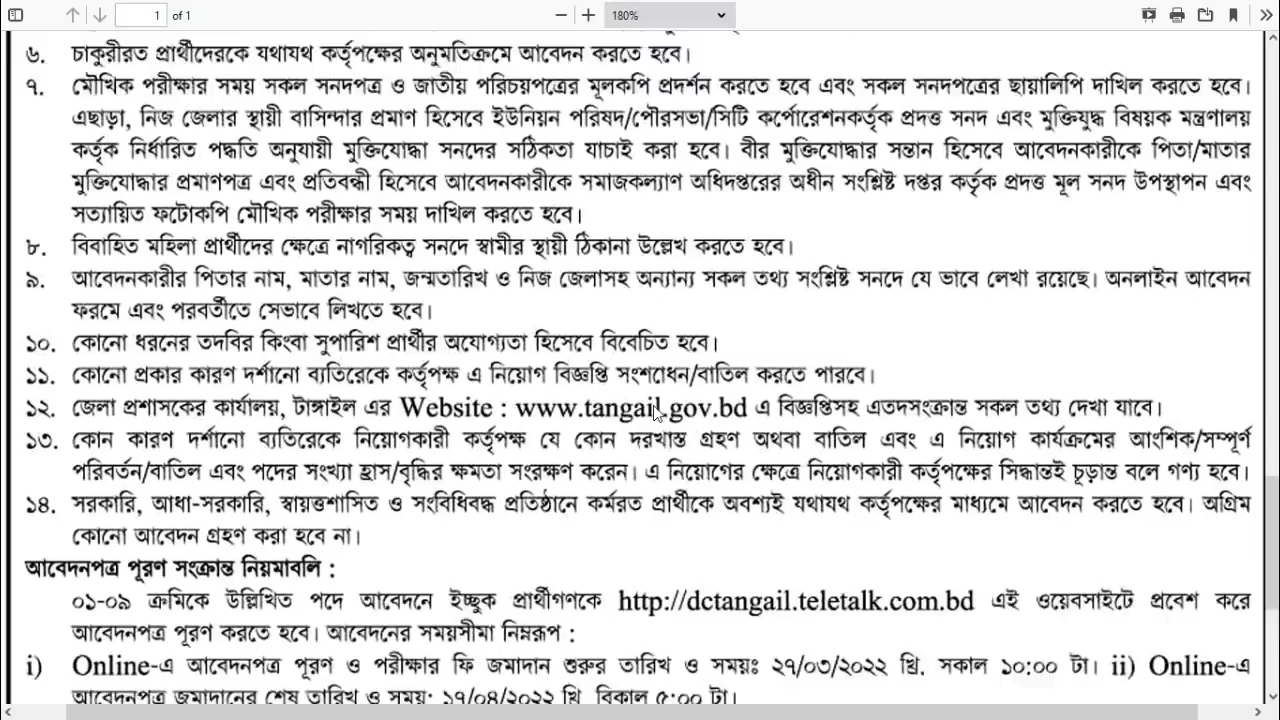 1 of 1 180%
৬. চাকুরীরত প্রার্থীদেরকে যথাযথ কর্তৃপক্ষের অনুমতিক্রমে আবেদন করতে হবে।
৭. মৌখিক পরীক্ষার সময় সকল সনদপত্র ও জাতীয় পরিচয়পত্রের মূলকপি প্রদর্শন করতে হবে এবং সকল সনদপত্রের ছায়ালিপি দাখিল করতে হবে।
এছাড়া, নিজ জেলার স্থায়ী বাসিন্দার প্রমাণ হিসেবে ইউনিয়ন পরিষদ/পৌরসভা/সিটি কর্পোরেশনকর্তৃক প্রদত্ত সনদ এবং মুক্তিযুদ্ধ বিষয়ক মন্ত্রণালয়
কর্তৃক নির্ধারিত পদ্ধতি অনুযায়ী মুক্তিযোদ্ধা সনদের সঠিকতা যাচাই করা হবে। বীর মুক্তিযোদ্ধার সন্তান হিসেবে আবেদনকারীকে পিতা/মাতার
মুক্তিযোদ্ধার প্রমাণপত্র এবং প্রতিবন্ধী হিসেবে আবেদনকারীকে সমাজকল্যাণ অধিদপ্তরের অধীন সংশ্লিষ্ট দপ্তর কর্তৃক প্রদত্ত মূল সনদ উপস্থাপন এবং
সত্যায়িত ফটোকপি মৌখিক পরীক্ষার সময় দাখিল করতে হবে।
৮. বিবাহিত মহিলা প্রার্থীদের ক্ষেত্রে নাগরিকত্ব সনদে স্বামীর স্থায়ী ঠিকানা উল্লেখ করতে হবে।
৯. আবেদনকারীর পিতার নাম, মাতার নাম, জন্মতারিখ ও নিজ জেলাসহ অন্যান্য সকল তথ্য সংশ্লিষ্ট সনদে যে ভাবে লেখা রয়েছে। অনলাইন আবেদন
ফরমে এবং পরবর্তীতে সেভাবে লিখতে হবে।
১০. কোনো ধরনের তদবির কিংবা সুপারিশ প্রার্থীর অযোগ্যতা হিসেবে বিবেচিত হবে।
১১. কোনো প্রকার কারণ দর্শানো ব্যতিরেকে কর্তৃপক্ষ এ নিয়োগ বিজ্ঞপ্তি সংশোধন/বাতিল করতে পারবে।
১২. জেলা প্রশাসকের কার্যালয়, টাঙ্গাইল এর Website : www.tangail.gov.bd এ বিজ্ঞপ্তিসহ এতদসংক্রান্ত সকল তথ্য দেখা যাবে।
১৩. কোন কারণ দর্শানো ব্যতিরেকে নিয়োগকারী কর্তৃপক্ষ যে কোন দরখাস্ত গ্রহণ অথবা বাতিল এবং এ নিয়োগ কার্যক্রমের আংশিক/সম্পূর্ণ
পরিবর্তন/বাতিল এবং পদের সংখ্যা হ্রাস/বৃদ্ধির ক্ষমতা সংরক্ষণ করেন। এ নিয়োগের ক্ষেত্রে নিয়োগকারী কর্তৃপক্ষের সিদ্ধান্তই চূড়ান্ত বলে গণ্য হবে।
১৪. সরকারি, আধা-সরকারি, স্বায়ত্তশাসিত ও সংবিধিবদ্ধ প্রতিষ্ঠানে কর্মরত প্রার্থীকে অবশ্যই যথাযথ কর্তৃপক্ষের মাধ্যমে আবেদন করতে হবে। অগ্রিম
কোনো আবেদন গ্রহণ করা হবে না।
আবেদনপত্র পূরণ সংক্রান্ত নিয়মাবলি :
০১-০৯ ক্রমিকে উল্লিখিত পদে আবেদনে ইচ্ছুক প্রার্থীগণকে http://dctangail.teletalk.com.bd এই ওয়েবসাইটে প্রবেশ করে
আবেদনপত্র পূরণ করতে হবে। আবেদনের সময়সীমা নিম্নরূপ :
i) Online-এ আবেদনপত্র পূরণ ও পরীক্ষার ফি জমাদান শুরুর তারিখ ও সময়ঃ ২৭/০৩/২০২২ খ্রি. সকাল ১০:০০ টা। ii) Online-এ
আবেদনপত্র জমাদানের শেষ তারিখ ও সময়: ১৭/০৪/২০২২ খ্রি. বিকাল ৫:০০ টা।